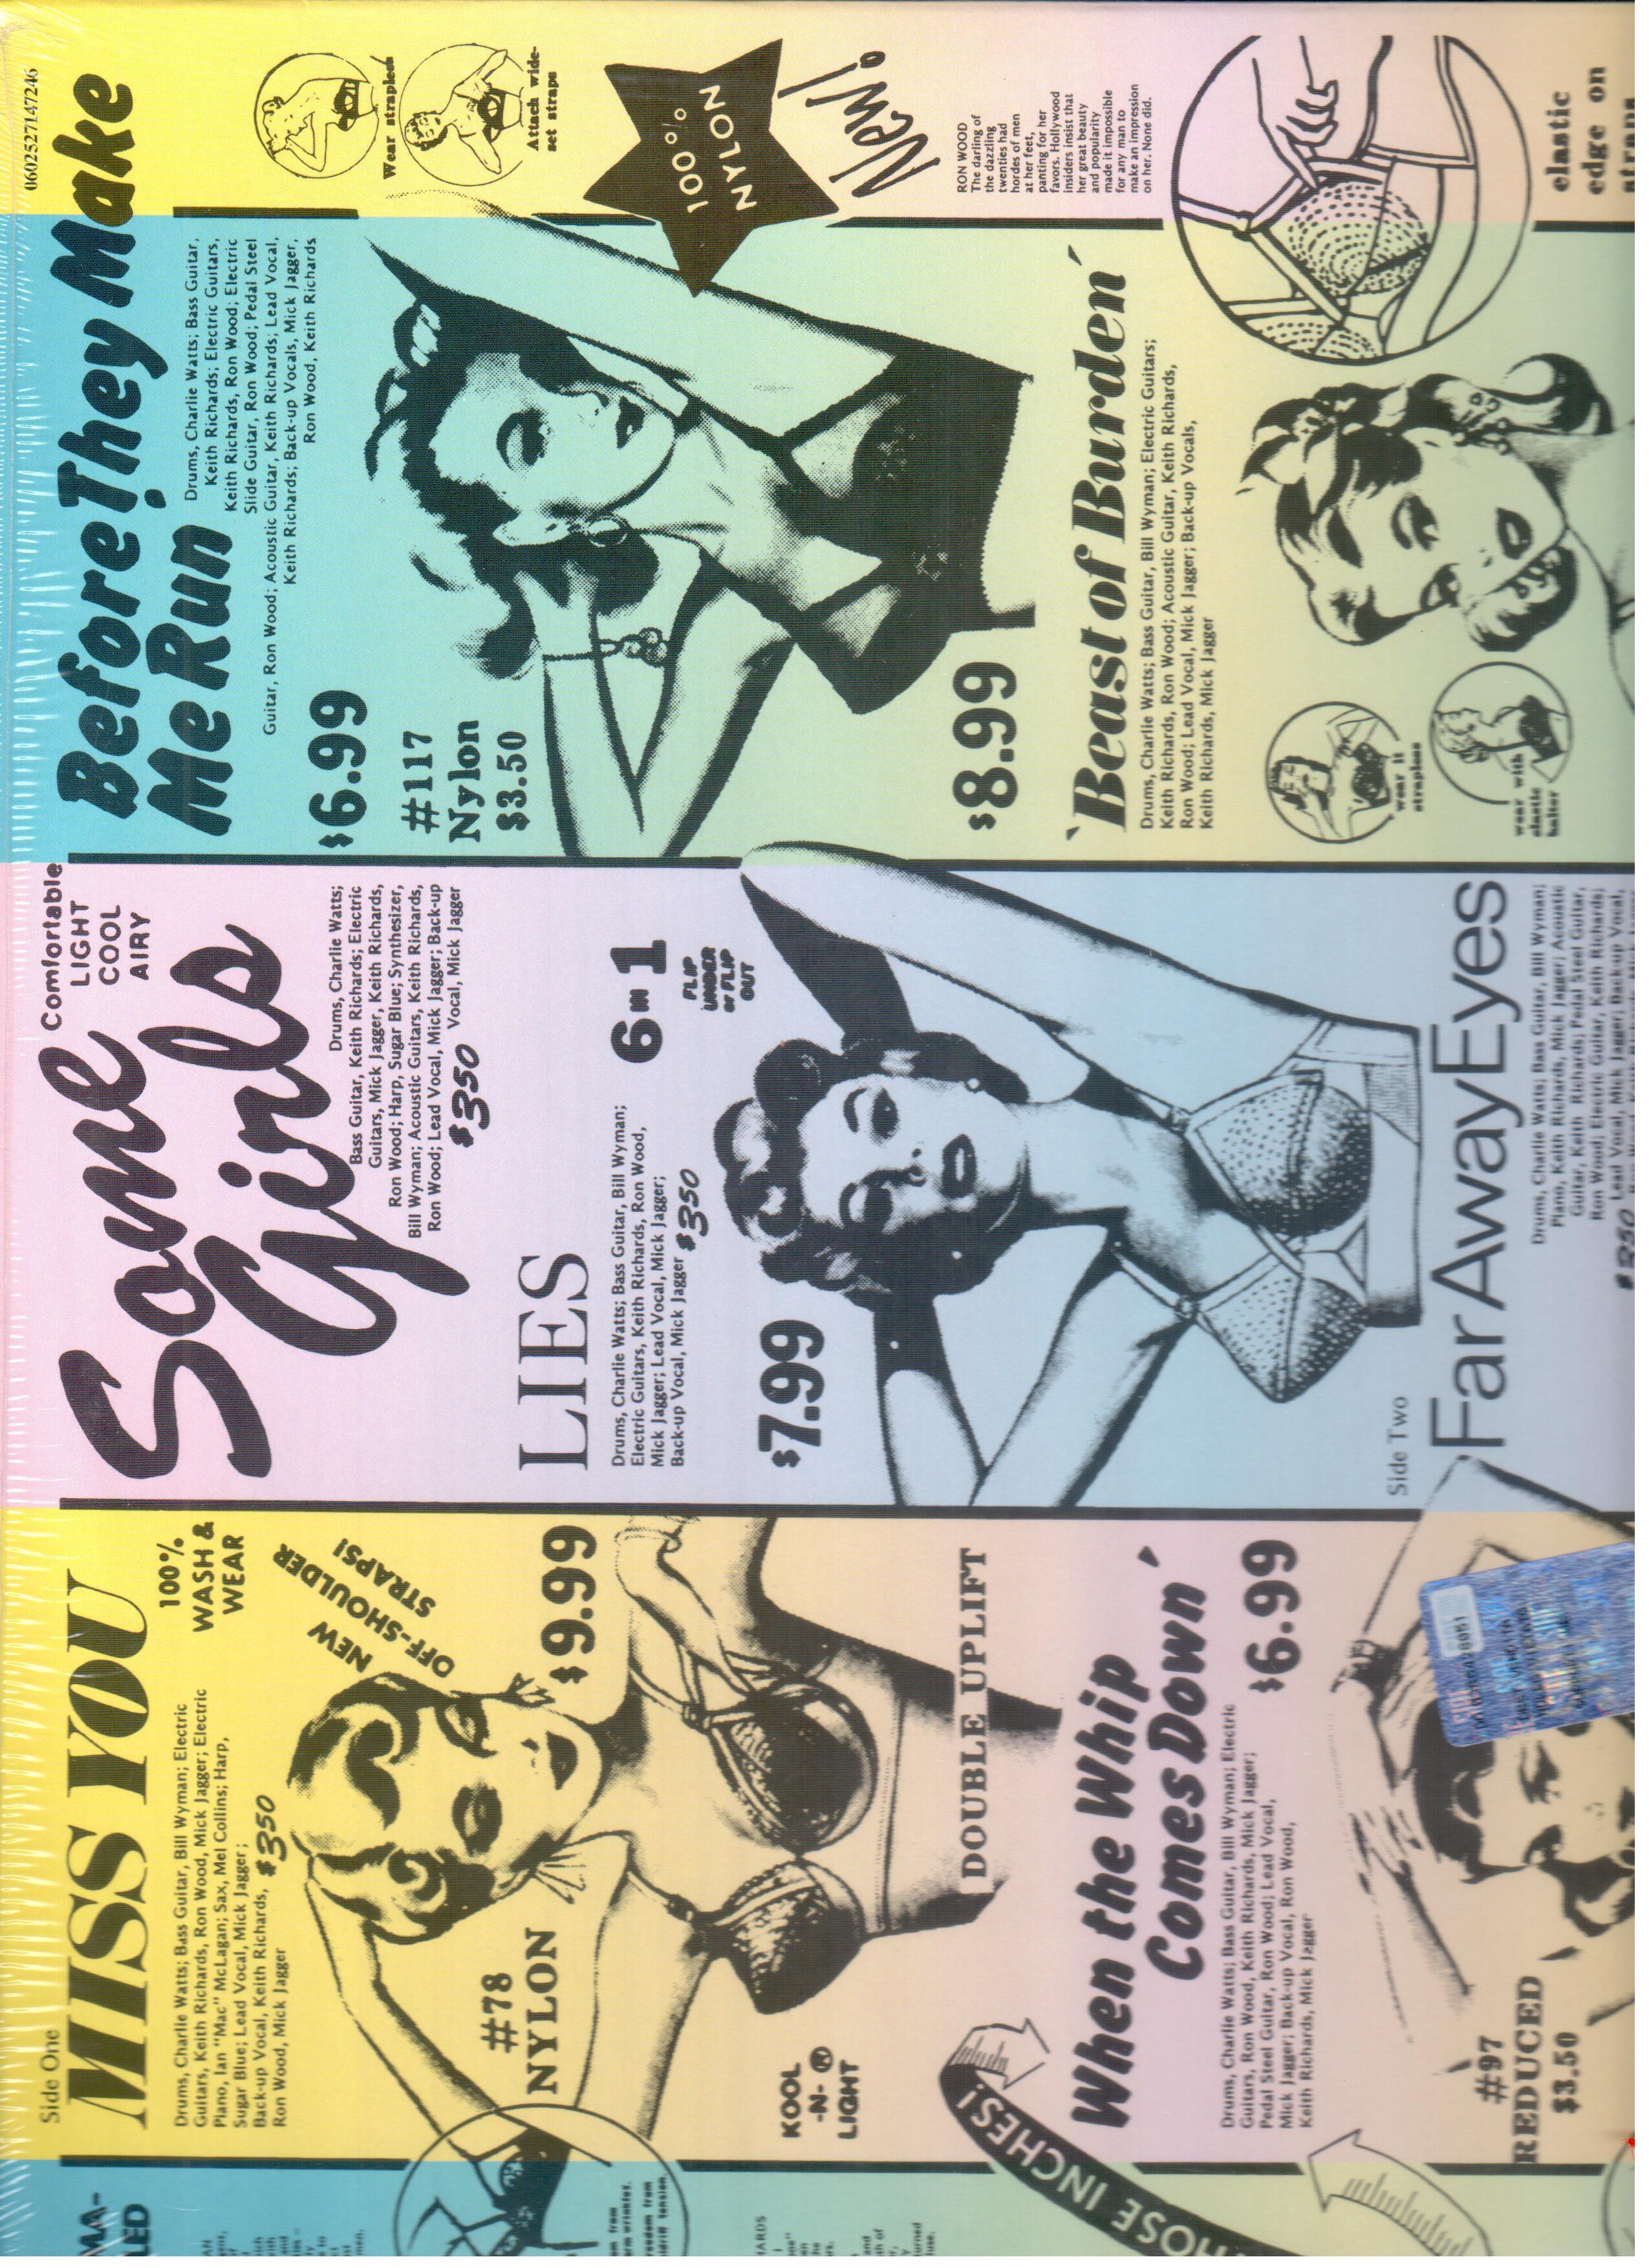 MA-
LED
om from
orm wrinkles.
reedom from
idriff tension.
HOSE INCHES!
Side One
MISS YOU
100%
WASH &
WEAR
Drums, Charlie Watts; Bass Guitar, Bill Wyman; Electric
Guitars, Keith Richards, Ron Wood, Mick Jagger; Electric
Piano, Ian "Mac" McLagan; Sax, Mel Collins; Harp,
Sugar Blue; Lead Vocal, Mick Jagger;
Back-up Vocal, Keith Richards,
Ron Wood, Mick Jagger
$350
NEW
OFF-SHOULDER
STRAPS!
#78
NYLON
$9.99
KOOL
-N- ®
LIGHT
DOUBLE UPLIFT
When the Whip
Comes Down'
Drums, Charlie Watts; Bass Guitar, Bill Wyman; Electric
Guitars, Ron Wood, Keith Richards, Mick Jagger;
Pedal Steel Guitar, Ron Wood; Lead Vocal,
Mick Jagger; Back-up Vocal, Ron Wood,
Keith Richards, Mick Jagger
$6.99
#97
REDUCED
$3.50
Comfortable
LIGHT
COOL
AIRY
Some
Girls
Drums, Charlie Watts;
Bass Guitar, Keith Richards; Electric
Guitars, Mick Jagger, Keith Richards,
Ron Wood; Harp, Sugar Blue; Synthesizer,
Bill Wyman; Acoustic Guitars, Keith Richards,
Ron Wood; Lead Vocal, Mick Jagger; Back-up
Vocal, Mick Jagger
$350
LIES
Drums, Charlie Watts; Bass Guitar, Bill Wyman;
Electric Guitars, Keith Richards, Ron Wood,
Mick Jagger; Lead Vocal, Mick Jagger;
Back-up Vocal, Mick Jagger
$350
6 IN 1
FLIP
UNDER
or FLIP
OUT
$7.99
Side Two
Far Away Eyes
Drums, Charlie Watts; Bass Guitar, Bill Wyman;
Piano, Keith Richards, Mick Jagger; Acoustic
Guitar, Keith Richards; Pedal Steel Guitar,
Ron Wood; Electric Guitar, Keith Richards;
Lead Vocal, Mick Jagger; Back-up Vocal,
$350
Before They Make
Me Run
Drums, Charlie Watts; Bass Guitar,
Keith Richards; Electric Guitars,
Keith Richards, Ron Wood; Electric
Slide Guitar, Ron Wood; Pedal Steel
Guitar, Ron Wood; Acoustic Guitar, Keith Richards; Lead Vocal,
Keith Richards; Back-up Vocals, Mick Jagger,
Ron Wood, Keith Richards
$6.99
#117
Nylon
$3.50
$8.99
'Beast of Burden'
Drums, Charlie Watts; Bass Guitar, Bill Wyman; Electric Guitars;
Keith Richards, Ron Wood; Acoustic Guitar, Keith Richards,
Ron Wood; Lead Vocal, Mick Jagger; Back-up Vocals,
Keith Richards, Mick Jagger
wear it
strapless
wear with
elastic
halter
0602527147246
Wear strapless
Attach wide-
set straps
100%
NYLON
New!
RON WOOD
The darling of
the dazzling
twenties had
hordes of men
at her feet,
panting for her
favors. Hollywood
insiders insist that
her great beauty
and popularity
made it impossible
for any man to
make an impression
on her. None did.
elastic
edge on
straps